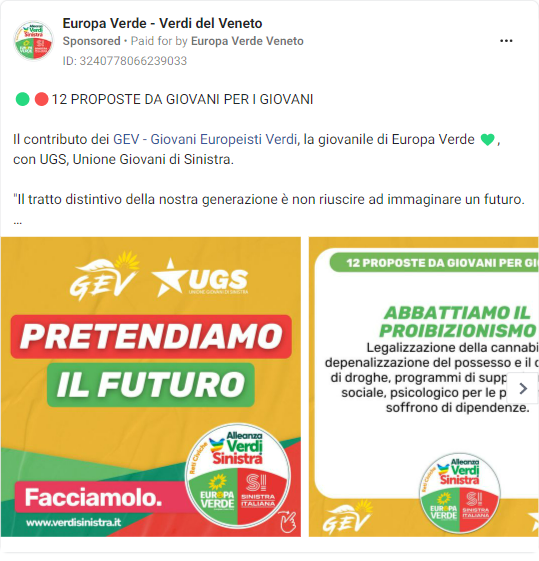 Europa Verde - Verdi del Veneto
Sponsored • Paid for by Europa Verde Veneto
ID: 3240778066239033
12 PROPOSTE DA GIOVANI PER I GIOVANI
Il contributo dei GEV - Giovani Europeisti Verdi, la giovanile di Europa Verde 💚,
con UGS, Unione Giovani di Sinistra.
"Il tratto distintivo della nostra generazione è non riuscire ad immaginare un futuro.
...
GEV UGS
UNIONE GIOVANI DI SINISTRA
PRETENDIAMO
IL FUTURO
Facciamolo.
www.verdisinistra.it
Reti Civiche
Alleanza
Verdi
Sinistra
EUROPA
VERDE
SI
SINISTRA
ITALIANA
12 PROPOSTE DA GIOVANI PER GI
ABBATTIAMO IL
PROIBIZIONISMO
Legalizzazione della cannabi
depenalizzazione del possesso e il
di droghe, programmi di
sociale, psicologico per le
soffrono di dipendenze.
Reti Civiche
Alleanza
Verdi
Sinistra
EUROPA
VERDE
SI
SINISTRA
ITALIANA
GEV